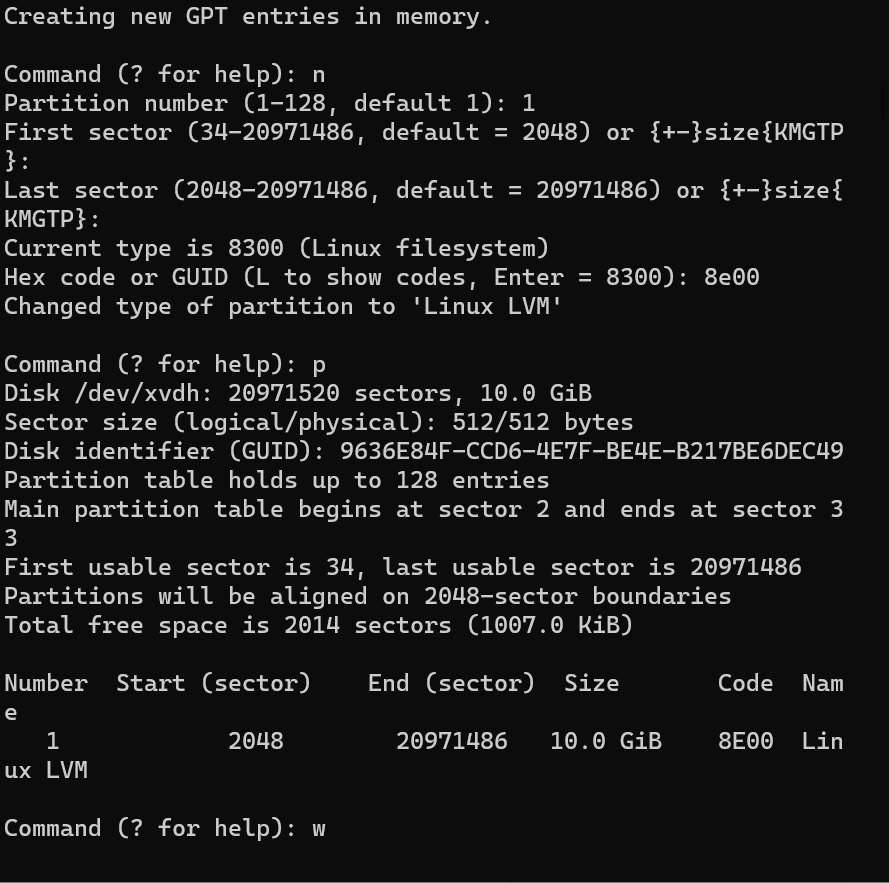 Creating new GPT entries in memory.
Command (? for help): n
Partition number (1-128, default 1): 1
First sector (34-20971486, default = 2048) or {+-}size{KMGTP
}:
Last sector (2048-20971486, default = 20971486) or {+-}size{
KMGTP}:
Current type is 8300 (Linux filesystem)
Hex code or GUID (L to show codes, Enter = 8300): 8e00
Changed type of partition to 'Linux LVM'
Command (? for help): p
Disk /dev/xvdh: 20971520 sectors, 10.0 GiB
Sector size (logical/physical): 512/512 bytes
Disk identifier (GUID): 9636E84F-CCD6-4E7F-BE4E-B217BE6DEC49
Partition table holds up to 128 entries
Main partition table begins at sector 2 and ends at sector 3
3
First usable sector is 34, last usable sector is 20971486
Partitions will be aligned on 2048-sector boundaries
Total free space is 2014 sectors (1007.0 KiB)
Number  Start (sector)    End (sector)  Size       Code  Nam
e
   1            2048        20971486   10.0 GiB    8E00  Lin
ux LVM
Command (? for help): w